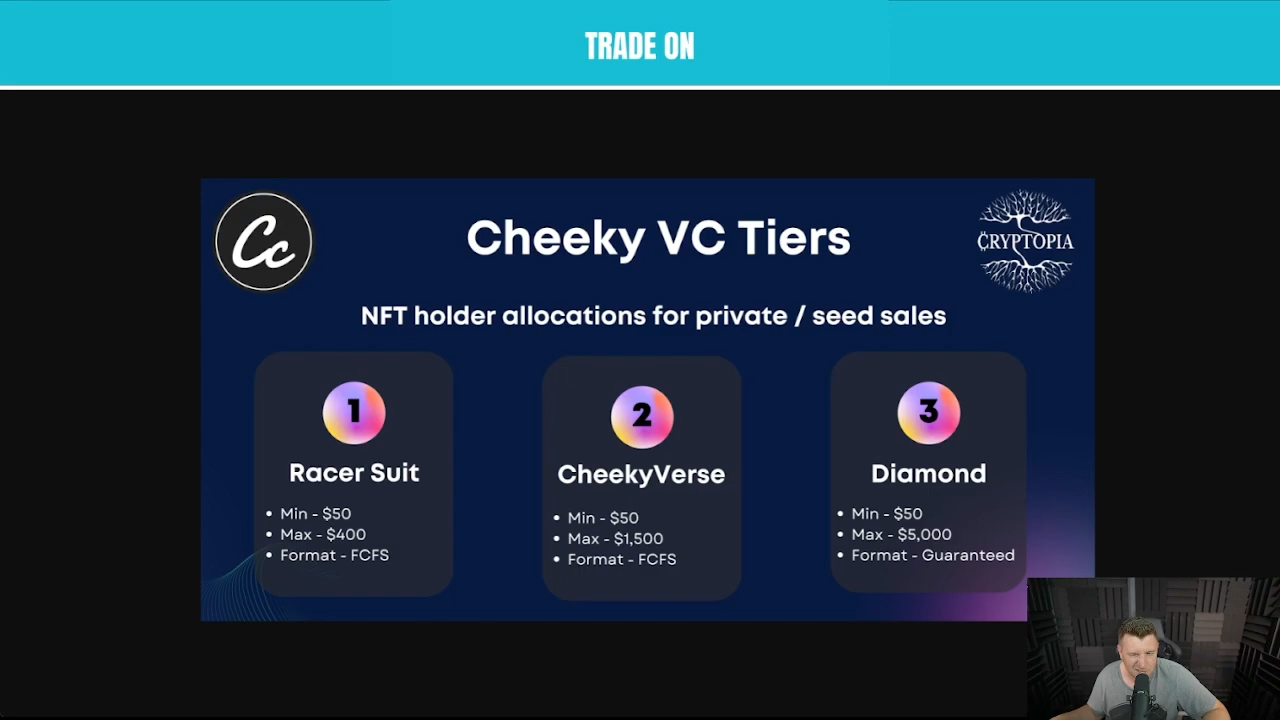 TRADE ON
Cc
Cheeky VC Tiers
CRYPTOPIA
NFT holder allocations for private / seed sales
1
Racer Suit
• Min - $50
• Max - $400
• Format - FCFS
2
CheekyVerse
• Min - $50
• Max - $1,500
• Format - FCFS
3
Diamond
• Min - $50
• Max - $5,000
• Format - Guaranteed